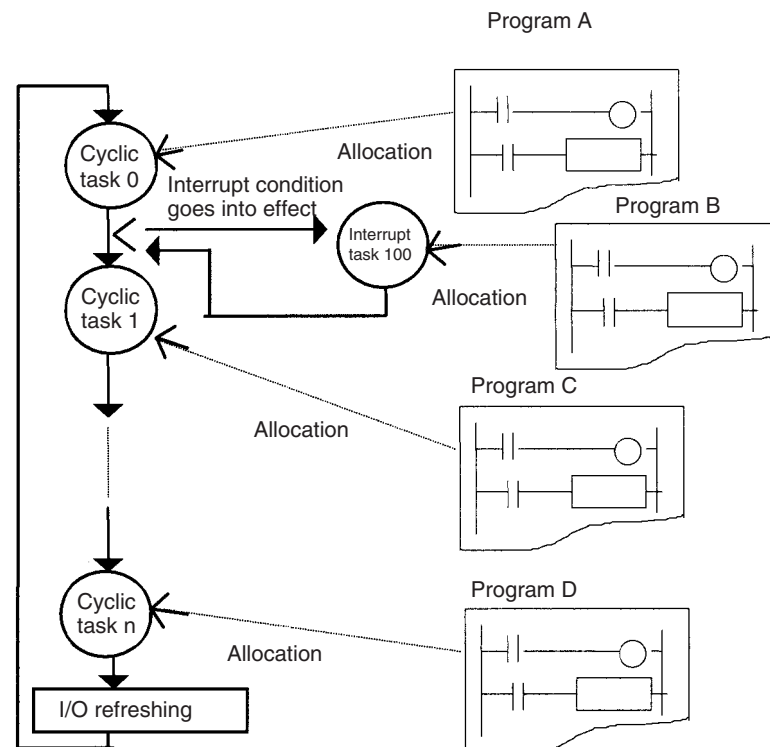 Program A
Cyclic
task 0
Allocation
Interrupt condition
goes into effect
Program B
Interrupt
task 100
Allocation
Cyclic
task 1
Program C
Allocation
Cyclic
task n
Program D
Allocation
I/O refreshing